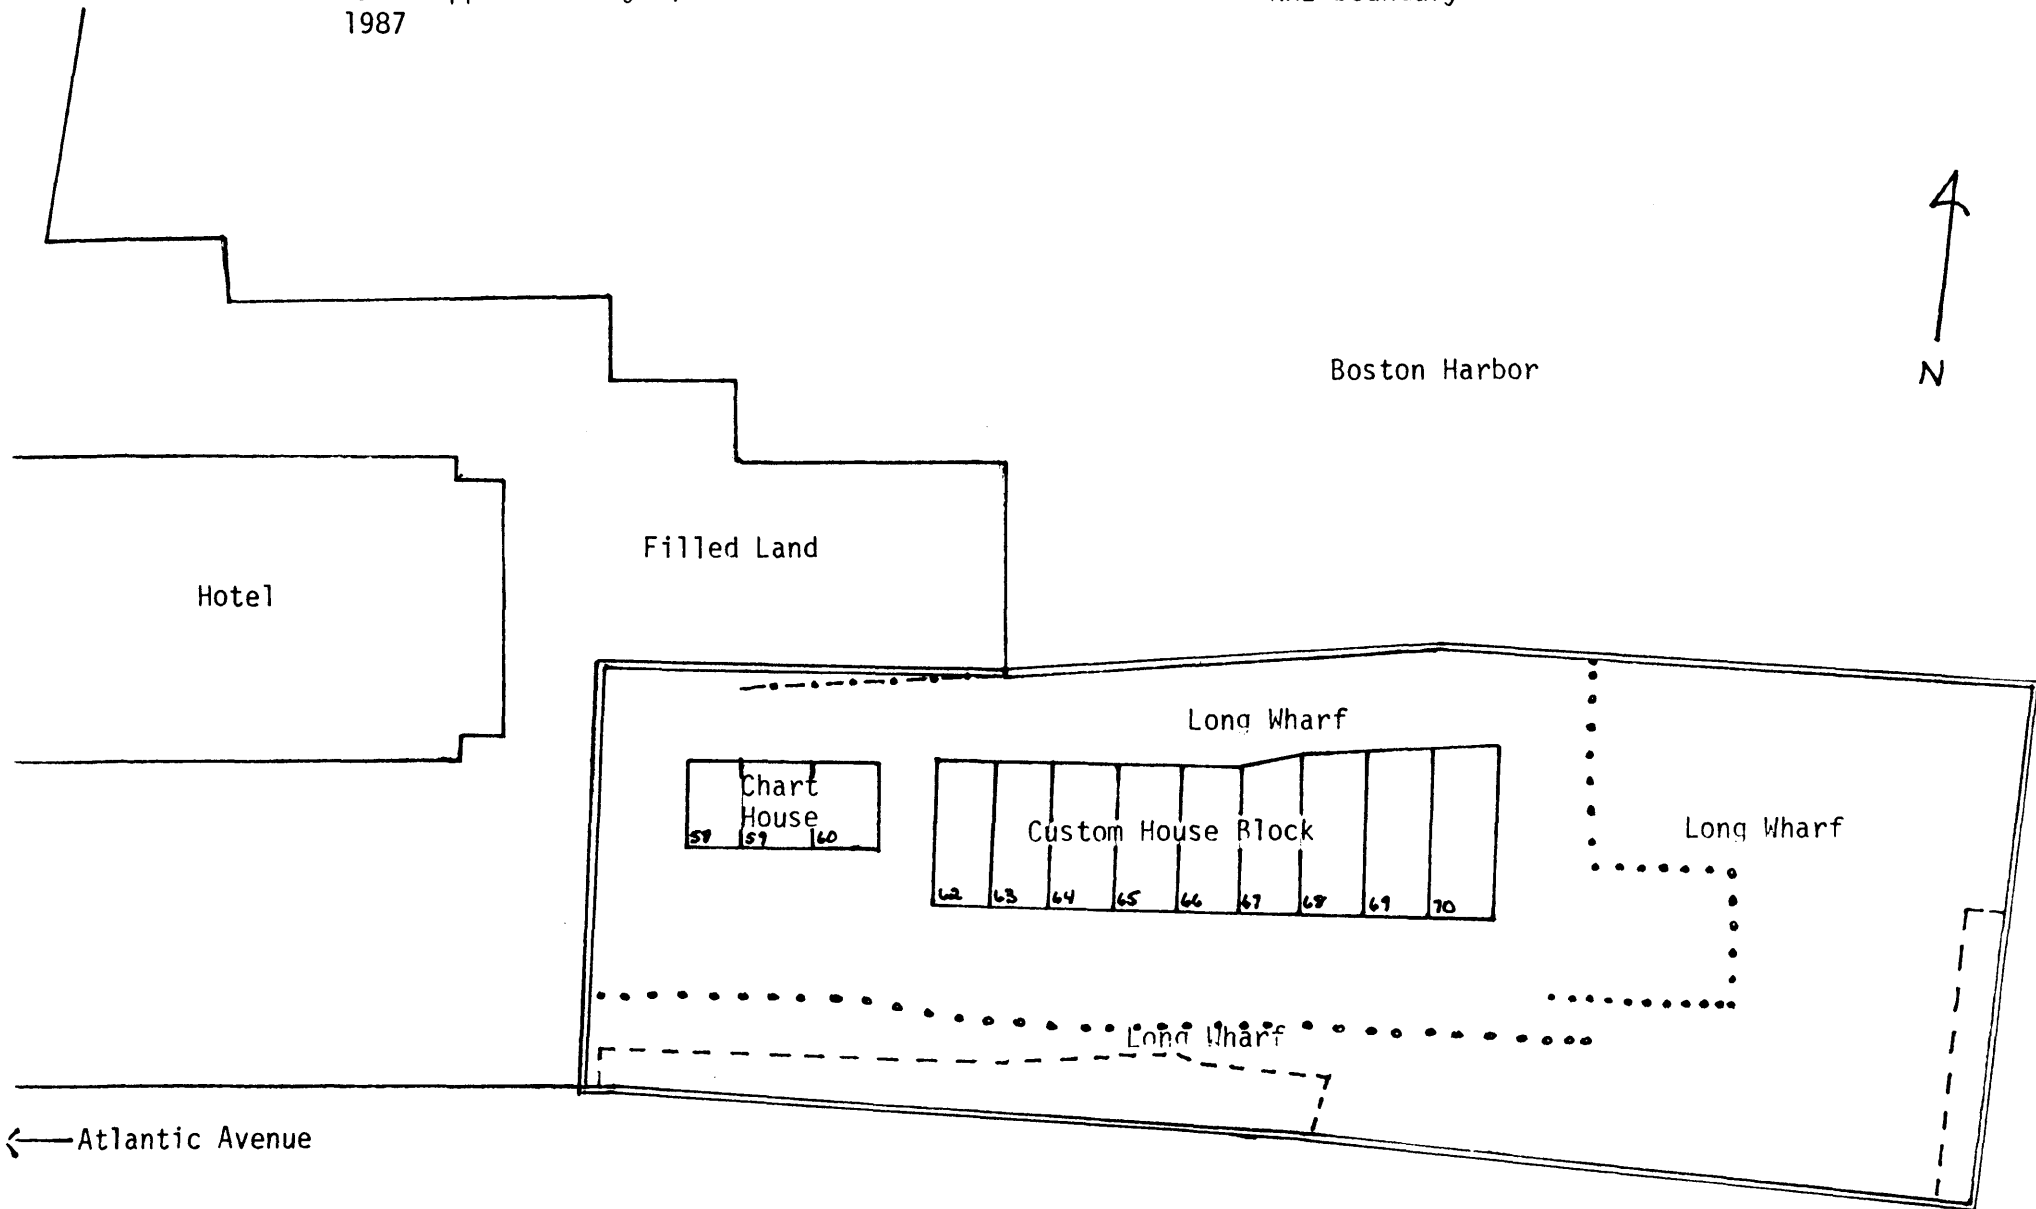 1987
N
Boston Harbor
Filled Land
Hotel
Long Wharf
Chart
House
58 59 60
Custom House Block
Long Wharf
62 63 64 65 66 67 68 69 70
Long Wharf
Atlantic Avenue